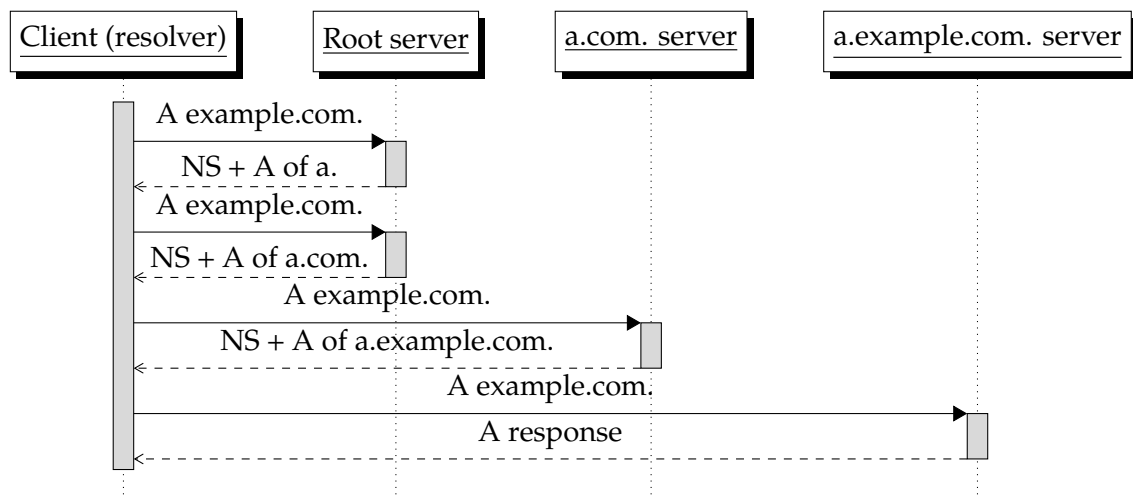 Client (resolver)
Root server
a.com. server
a.example.com. server
A example.com.
NS + A of a.
A example.com.
NS + A of a.com.
A example.com.
NS + A of a.example.com.
A example.com.
A response